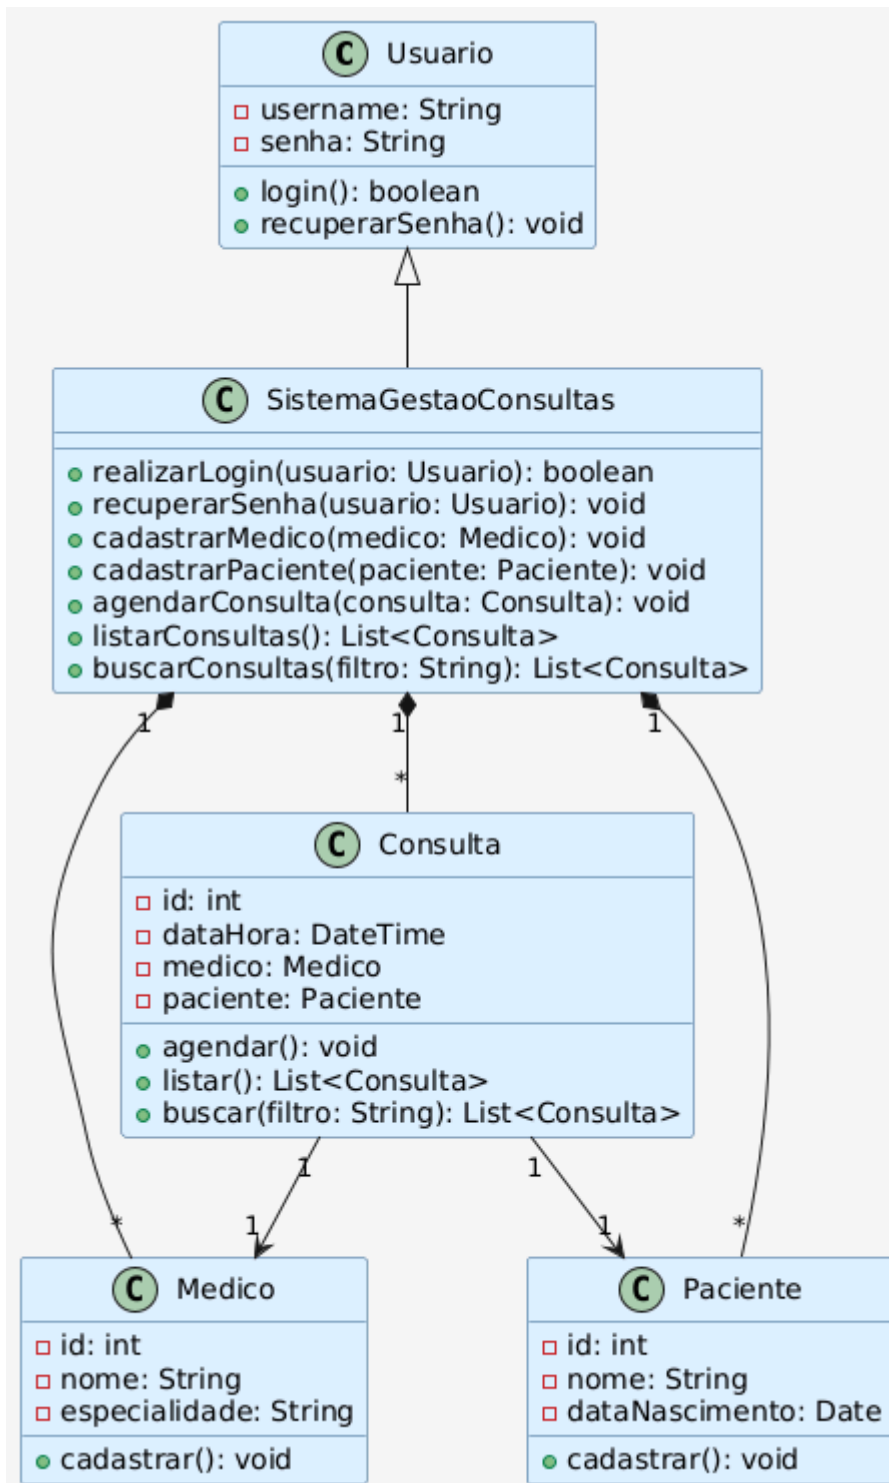 C Usuario
username: String
senha: String
login(): boolean
recuperarSenha(): void
C SistemaGestaoConsultas
realizarLogin(usuario: Usuario): boolean
recuperarSenha(usuario: Usuario): void
cadastrarMedico(medico: Medico): void
cadastrarPaciente(paciente: Paciente): void
agendarConsulta(consulta: Consulta): void
listarConsultas(): List<Consulta>
buscarConsultas(filtro: String): List<Consulta>
1 1 1
*
C Consulta
id: int
dataHora: DateTime
medico: Medico
paciente: Paciente
agendar(): void
listar(): List<Consulta>
buscar(filtro: String): List<Consulta>
1 1
* 1 1 *
C Medico
id: int
nome: String
especialidade: String
cadastrar(): void
C Paciente
id: int
nome: String
dataNascimento: Date
cadastrar(): void